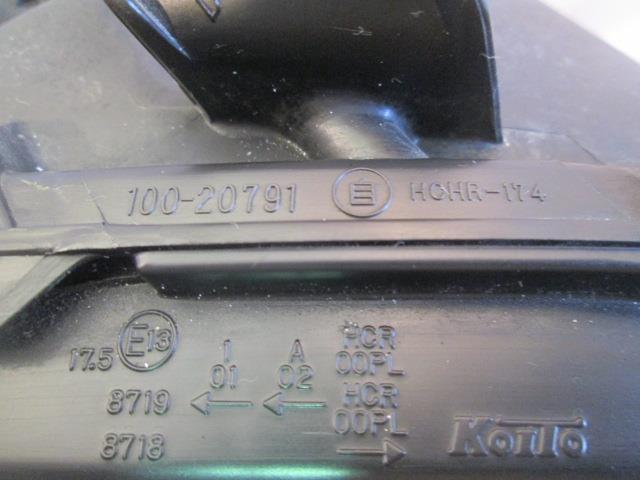 100-20791 HCHR-174
17.5 E13 1 A HCR
01 02 00PL
8719 ← ← HCR
8718 00PL
→
KOITO